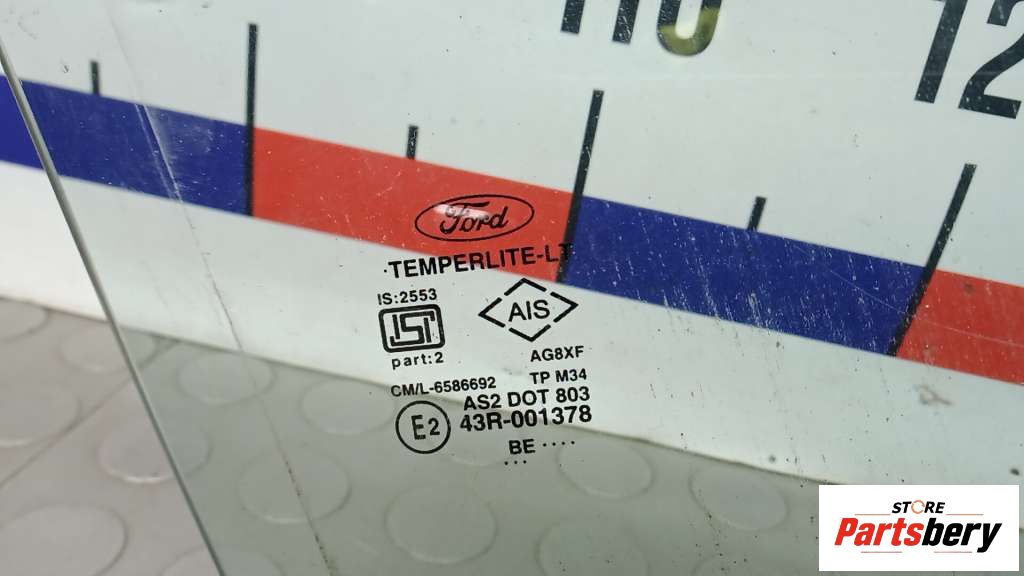 110
12
Ford
TEMPERLITE-LT
IS:2553
ISI
AIS
part:2
AG8XF
CM/L-6586692
TP M34
AS2 DOT 803
E2
43R-001378
BE ....
...
STORE
Partsbery